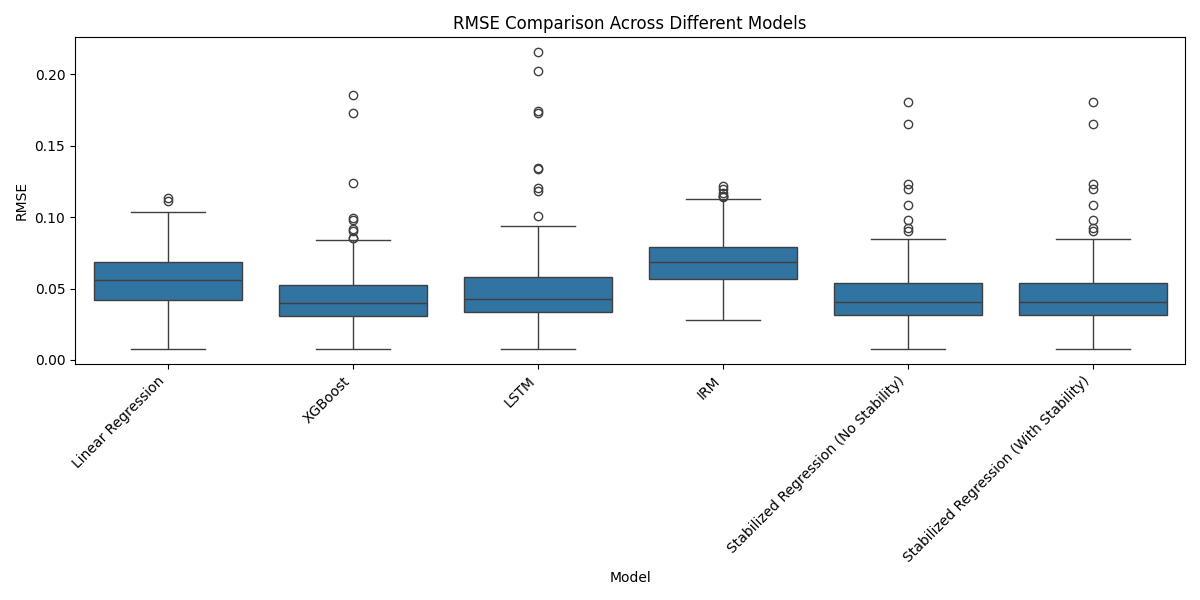 RMSE Comparison Across Different Models
RMSE
0.20
0.15
0.10
0.05
0.00
Linear Regression
XGBoost
LSTM
IRM
Stabilized Regression (No Stability)
Stabilized Regression (With Stability)
Model